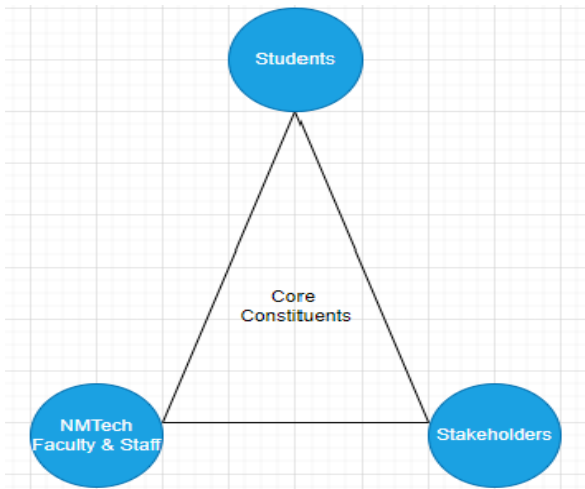 Students
Core
Constituents
NMTech
Faculty & Staff
Stakeholders